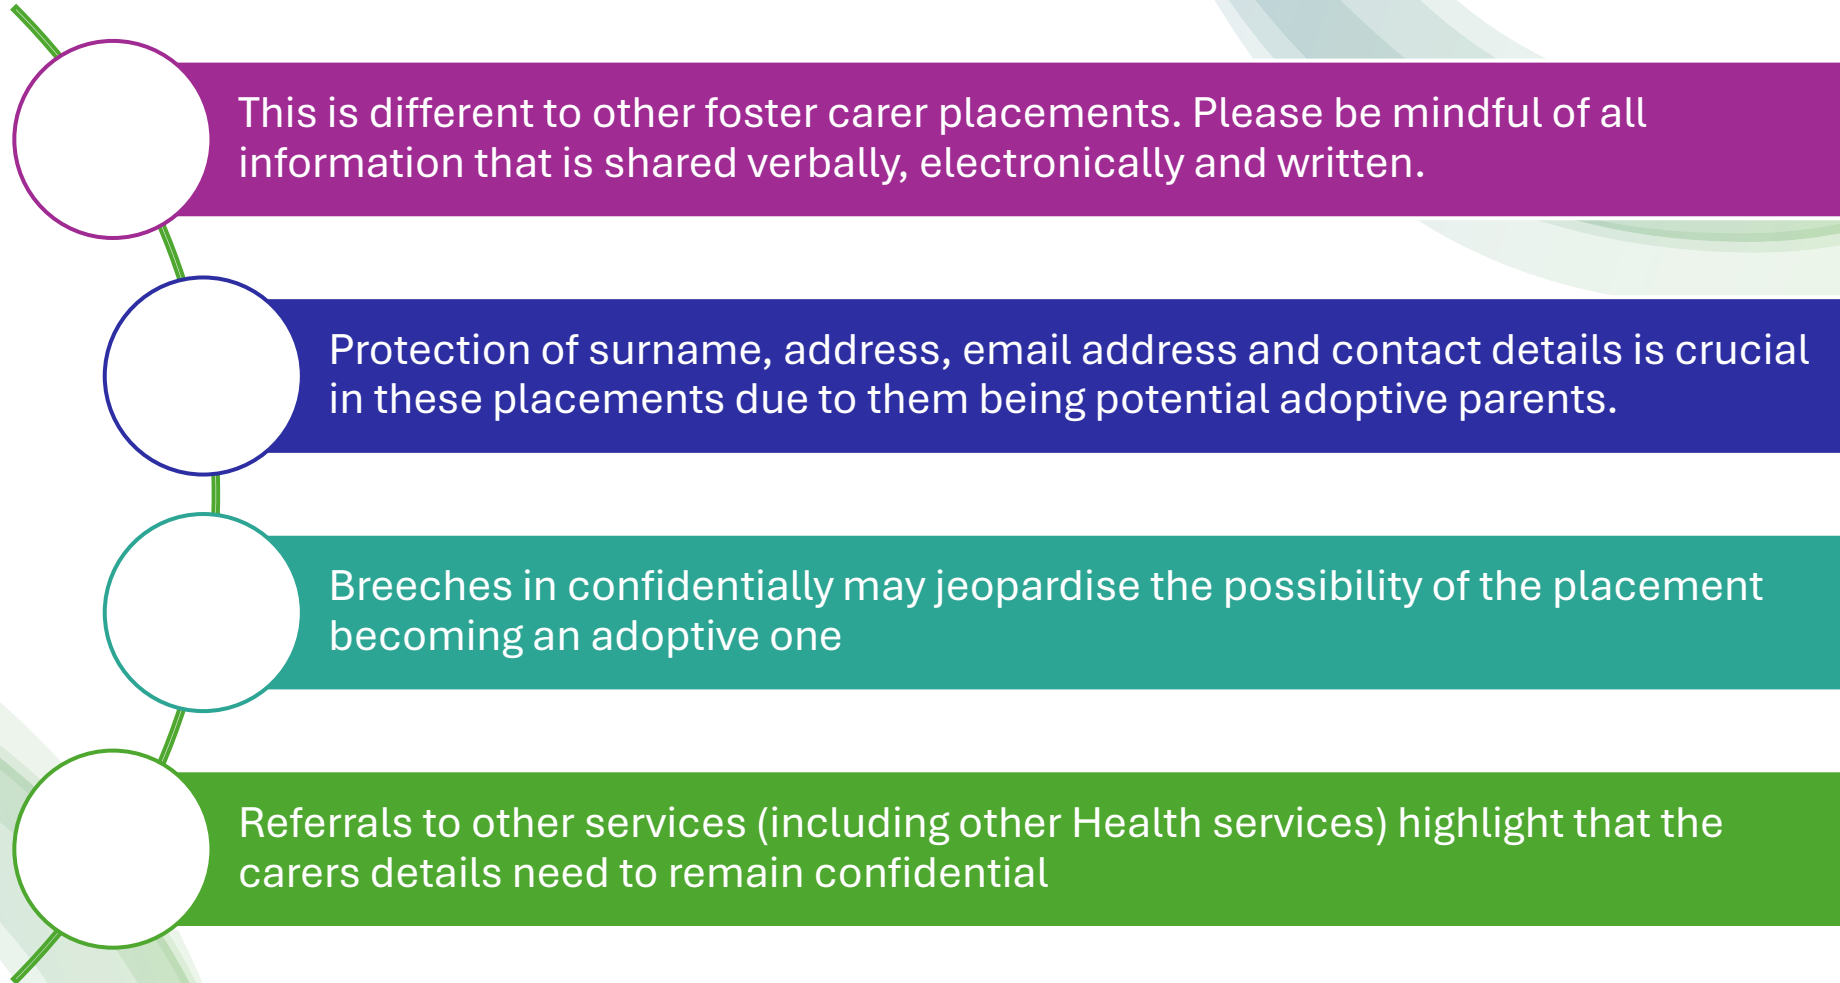 This is different to other foster carer placements. Please be mindful of all
information that is shared verbally, electronically and written.
Protection of surname, address, email address and contact details is crucial
in these placements due to them being potential adoptive parents.
Breeches in confidentially may jeopardise the possibility of the placement
becoming an adoptive one
Referrals to other services (including other Health services) highlight that the
carers details need to remain confidential